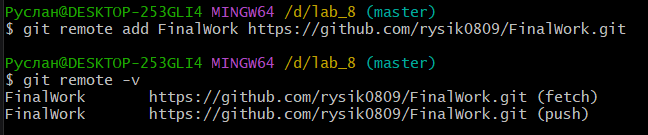 Руслан@DESKTOP-253GLI4 MINGW64 /d/lab_8 (master)
$ git remote add FinalWork https://github.com/rysik0809/FinalWork.git
Руслан@DESKTOP-253GLI4 MINGW64 /d/lab_8 (master)
$ git remote -v
FinalWork       https://github.com/rysik0809/FinalWork.git (fetch)
FinalWork       https://github.com/rysik0809/FinalWork.git (push)